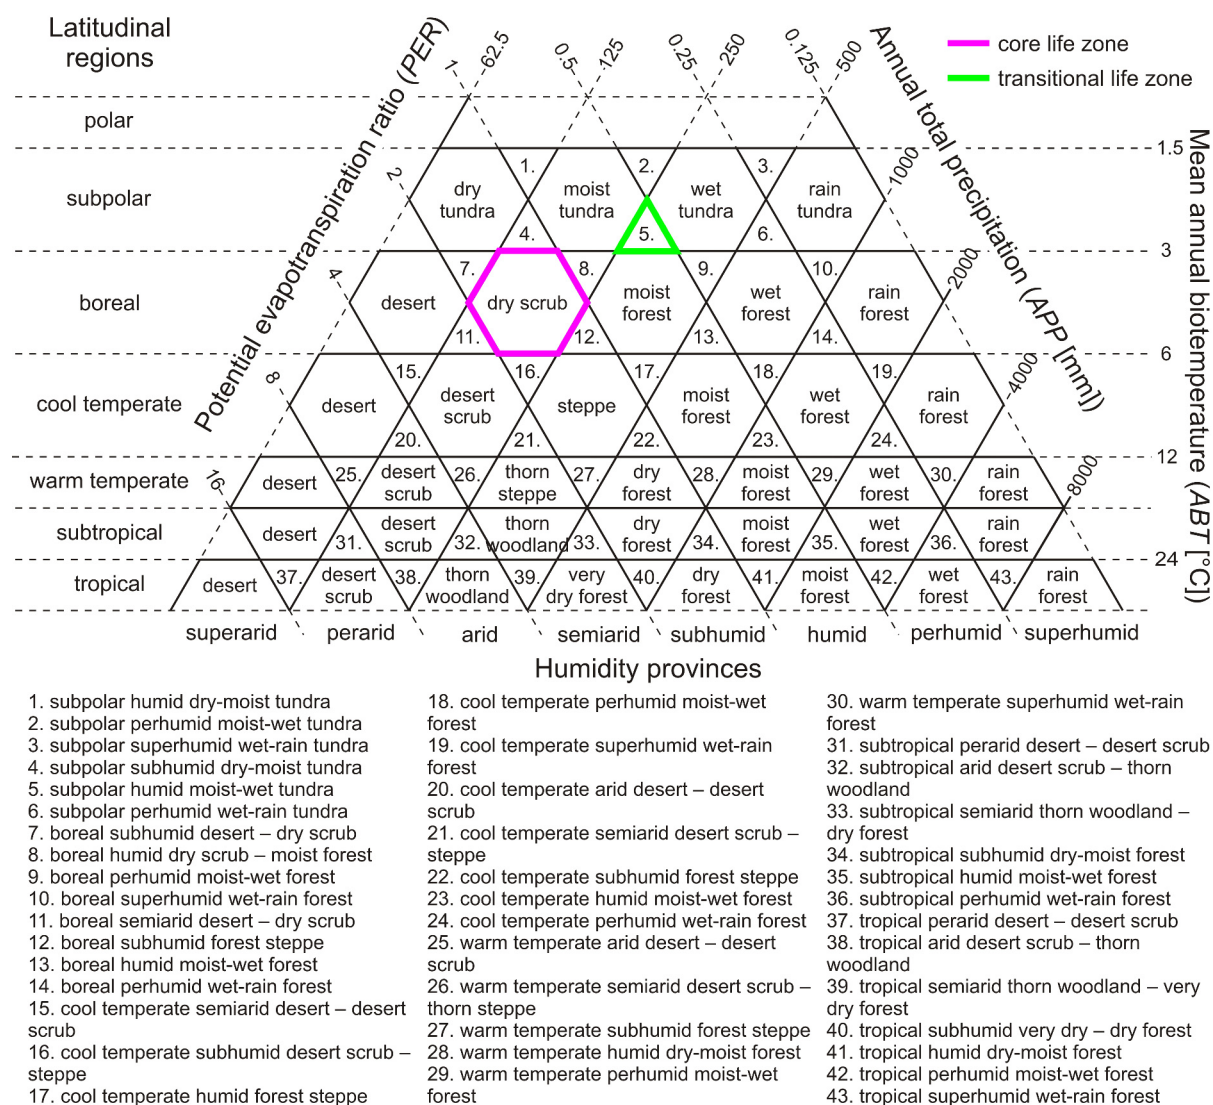 Latitudinal
regions
Potential evapotranspiration ratio (PER)
Annual total precipitation (APP [mm])
Mean annual biotemperature (ABT [°C])
core life zone
transitional life zone
1
62.5
0.5
125
0.25
250
0.125
500
polar
1.5
1000
2
subpolar
1.
2.
3.
dry
tundra
moist
tundra
wet
tundra
rain
tundra
4.
5.
6.
3
2000
4
boreal
7.
8.
9.
10.
desert
dry scrub
moist
forest
wet
forest
rain
forest
11.
12.
13.
14.
6
4000
8
cool temperate
15.
16.
17.
18.
19.
desert
desert
scrub
steppe
moist
forest
wet
forest
rain
forest
20.
21.
22.
23.
24.
12
8000
16
warm temperate
desert
25.
desert
scrub
26.
thorn
steppe
27.
dry
forest
28.
moist
forest
29.
wet
forest
30.
rain
forest
subtropical
desert
31.
desert
scrub
32.
thorn
woodland
33.
dry
forest
34.
moist
forest
35.
wet
forest
36.
rain
forest
24
tropical
desert
37.
desert
scrub
38.
thorn
woodland
39.
very
dry forest
40.
dry
forest
41.
moist
forest
42.
wet
forest
43.
rain
forest
superarid
perarid
arid
semiarid
subhumid
humid
perhumid
superhumid
Humidity provinces
1. subpolar humid dry-moist tundra
2. subpolar perhumid moist-wet tundra
3. subpolar superhumid wet-rain tundra
4. subpolar subhumid dry-moist tundra
5. subpolar humid moist-wet tundra
6. subpolar perhumid wet-rain tundra
7. boreal subhumid desert – dry scrub
8. boreal humid dry scrub – moist forest
9. boreal perhumid moist-wet forest
10. boreal superhumid wet-rain forest
11. boreal semiarid desert – dry scrub
12. boreal subhumid forest steppe
13. boreal humid moist-wet forest
14. boreal perhumid wet-rain forest
15. cool temperate semiarid desert – desert
scrub
16. cool temperate subhumid desert scrub –
steppe
17. cool temperate humid forest steppe
18. cool temperate perhumid moist-wet
forest
19. cool temperate superhumid wet-rain
forest
20. cool temperate arid desert – desert
scrub
21. cool temperate semiarid desert scrub –
steppe
22. cool temperate subhumid forest steppe
23. cool temperate humid moist-wet forest
24. cool temperate perhumid wet-rain forest
25. warm temperate arid desert – desert
scrub
26. warm temperate semiarid desert scrub –
thorn steppe
27. warm temperate subhumid forest steppe
28. warm temperate humid dry-moist forest
29. warm temperate perhumid moist-wet
forest
30. warm temperate superhumid wet-rain
forest
31. subtropical perarid desert – desert scrub
32. subtropical arid desert scrub – thorn
woodland
33. subtropical semiarid thorn woodland –
dry forest
34. subtropical subhumid dry-moist forest
35. subtropical humid moist-wet forest
36. subtropical perhumid wet-rain forest
37. tropical perarid desert – desert scrub
38. tropical arid desert scrub – thorn
woodland
39. tropical semiarid thorn woodland – very
dry forest
40. tropical subhumid very dry – dry forest
41. tropical humid dry-moist forest
42. tropical perhumid moist-wet forest
43. tropical superhumid wet-rain forest